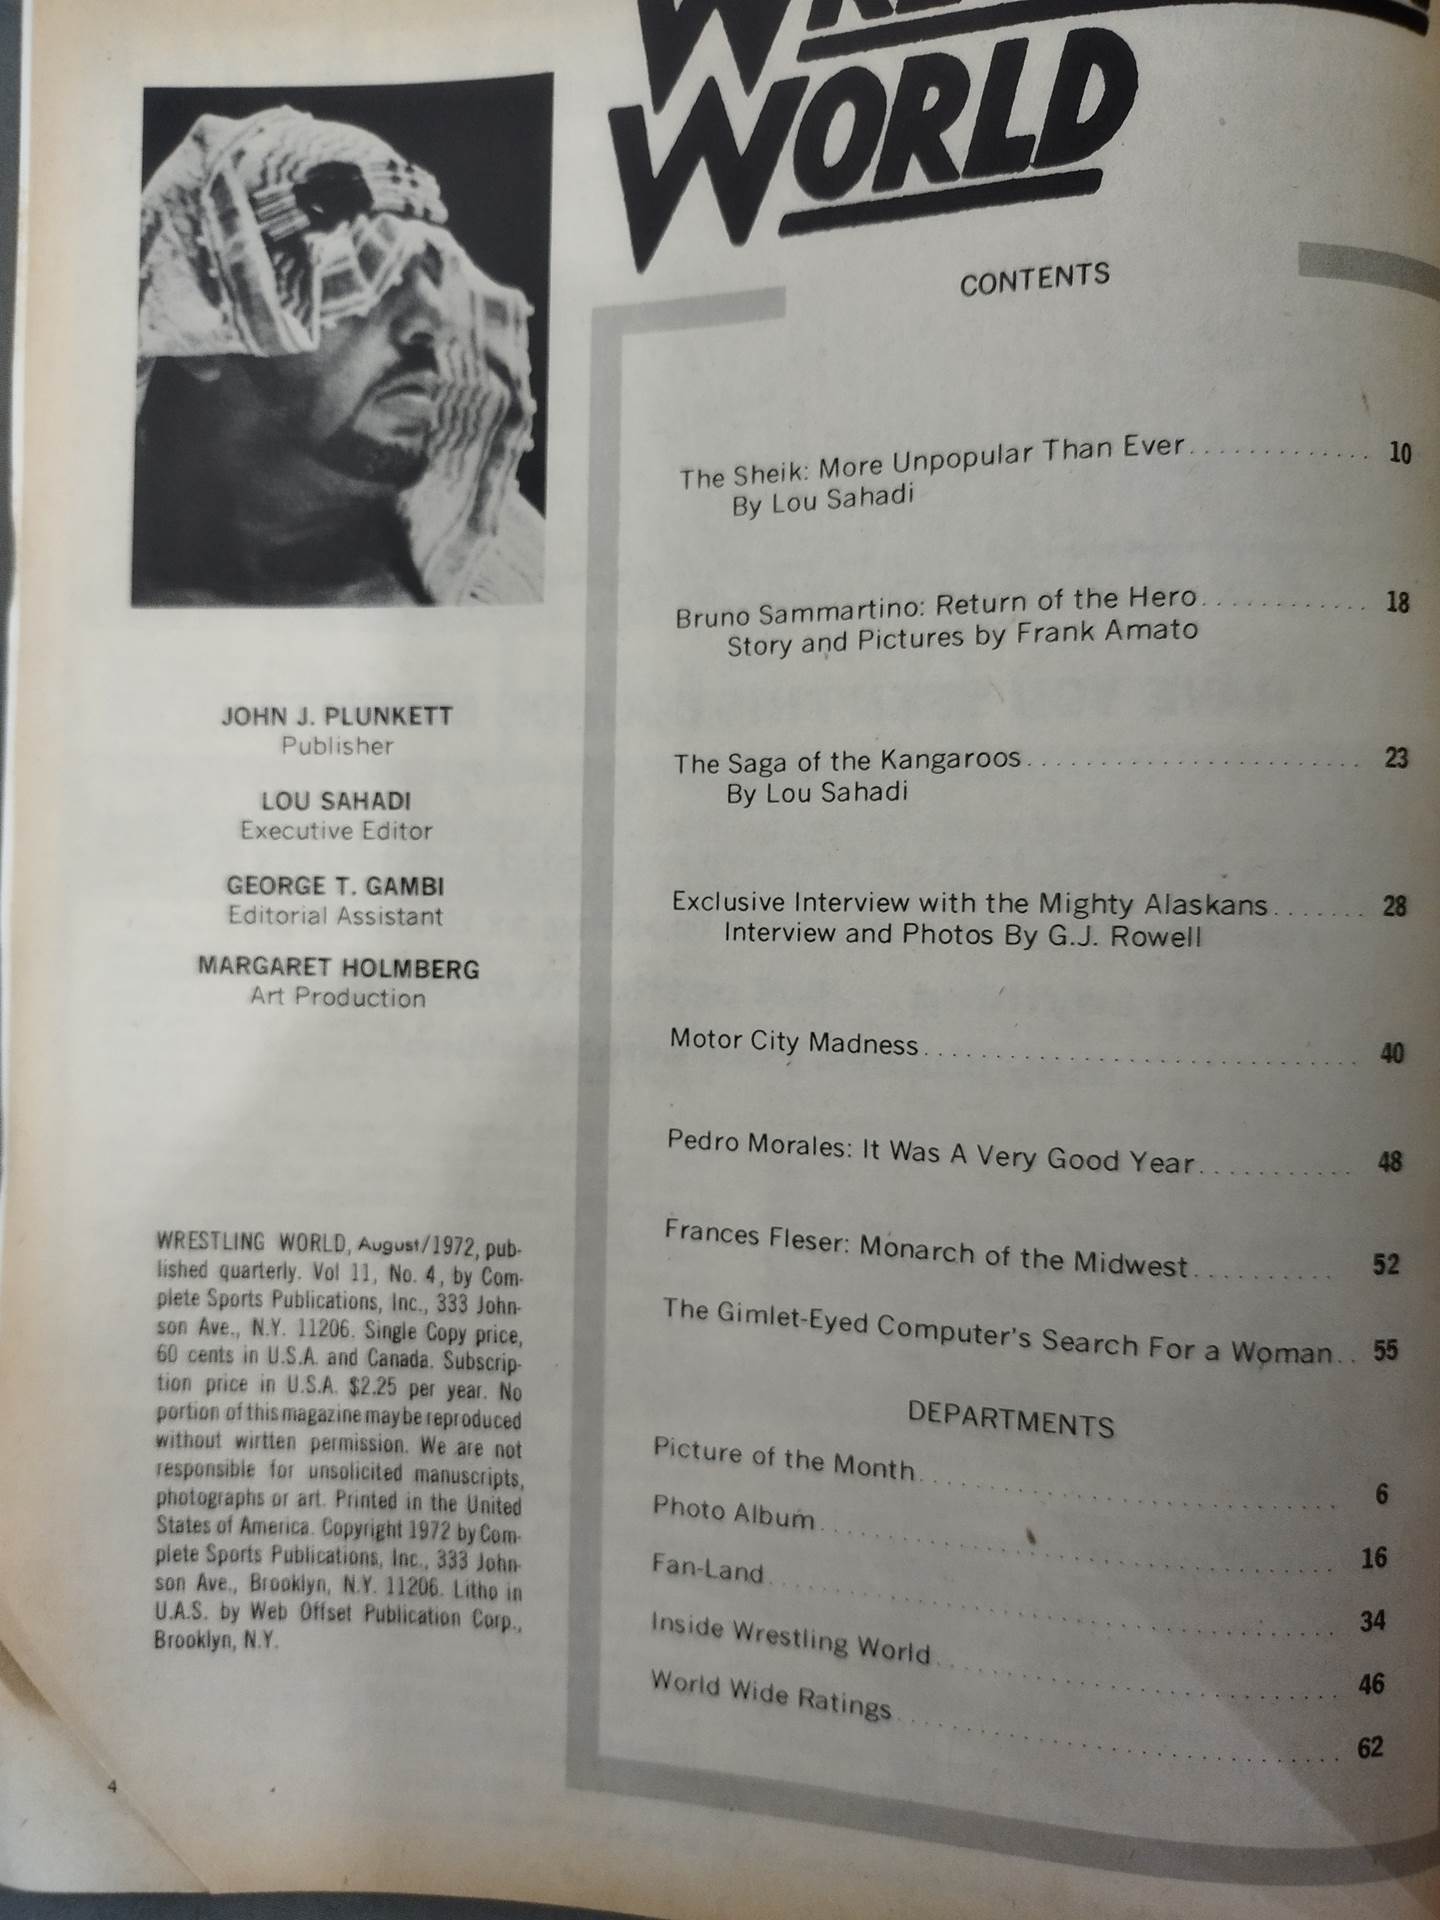 WORLD
CONTENTS
The Sheik: More Unpopular Than Ever............. 10
By Lou Sahadi
Bruno Sammartino: Return of the Hero............ 18
Story and Pictures by Frank Amato
The Saga of the Kangaroos....................... 23
By Lou Sahadi
Exclusive Interview with the Mighty Alaskans....... 28
Interview and Photos By G.J. Rowell
Motor City Madness.............................. 40
Pedro Morales: It Was A Very Good Year........... 48
Frances Fleser: Monarch of the Midwest.......... 52
The Gimlet-Eyed Computer's Search For a Woman.. 55
DEPARTMENTS
Picture of the Month............................ 6
Photo Album..................................... 16
Fan-Land........................................ 34
Inside Wrestling World.......................... 46
World Wide Ratings.............................. 62
JOHN J. PLUNKETT
Publisher
LOU SAHADI
Executive Editor
GEORGE T. GAMBI
Editorial Assistant
MARGARET HOLMBERG
Art Production
WRESTLING WORLD, August/1972, pub-
lished quarterly. Vol 11, No. 4, by Com-
plete Sports Publications, Inc., 333 John-
son Ave., N.Y. 11206. Single Copy price,
60 cents in U.S.A. and Canada. Subscrip-
tion price in U.S.A. $2.25 per year. No
portion of this magazine may be reproduced
without wirtten permission. We are not
responsible for unsolicited manuscripts,
photographs or art. Printed in the United
States of America. Copyright 1972 by Com-
plete Sports Publications, Inc., 333 John-
son Ave., Brooklyn, N.Y. 11206. Litho in
U.A.S. by Web Offset Publication Corp.,
Brooklyn, N.Y.
4